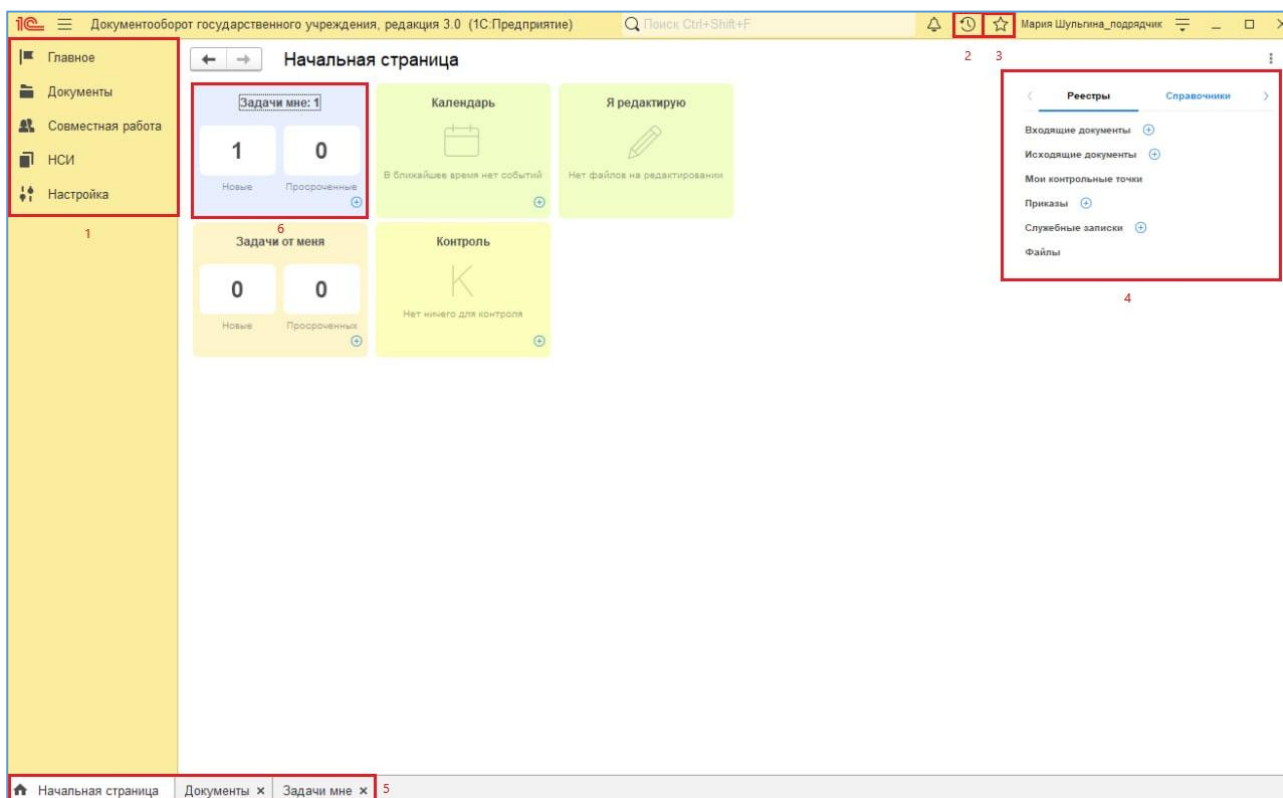 1С Документооборот государственного учреждения, редакция 3.0 (1С:Предприятие) Поиск Ctrl+Shift+F Мария Шульгина_подрядчик
Главное
Документы
Совместная работа
НСИ
Настройка
1
Начальная страница
2 3
Задачи мне: 1
1 0
Новые Просроченные
6
Календарь
В ближайшее время нет событий
Я редактирую
Нет файлов на редактировании
Задачи от меня
0 0
Новые Просроченных
Контроль
К
Нет ничего для контроля
Реестры Справочники
Входящие документы
Исходящие документы
Мои контрольные точки
Приказы
Служебные записки
Файлы
4
Начальная страница Документы × Задачи мне × 5